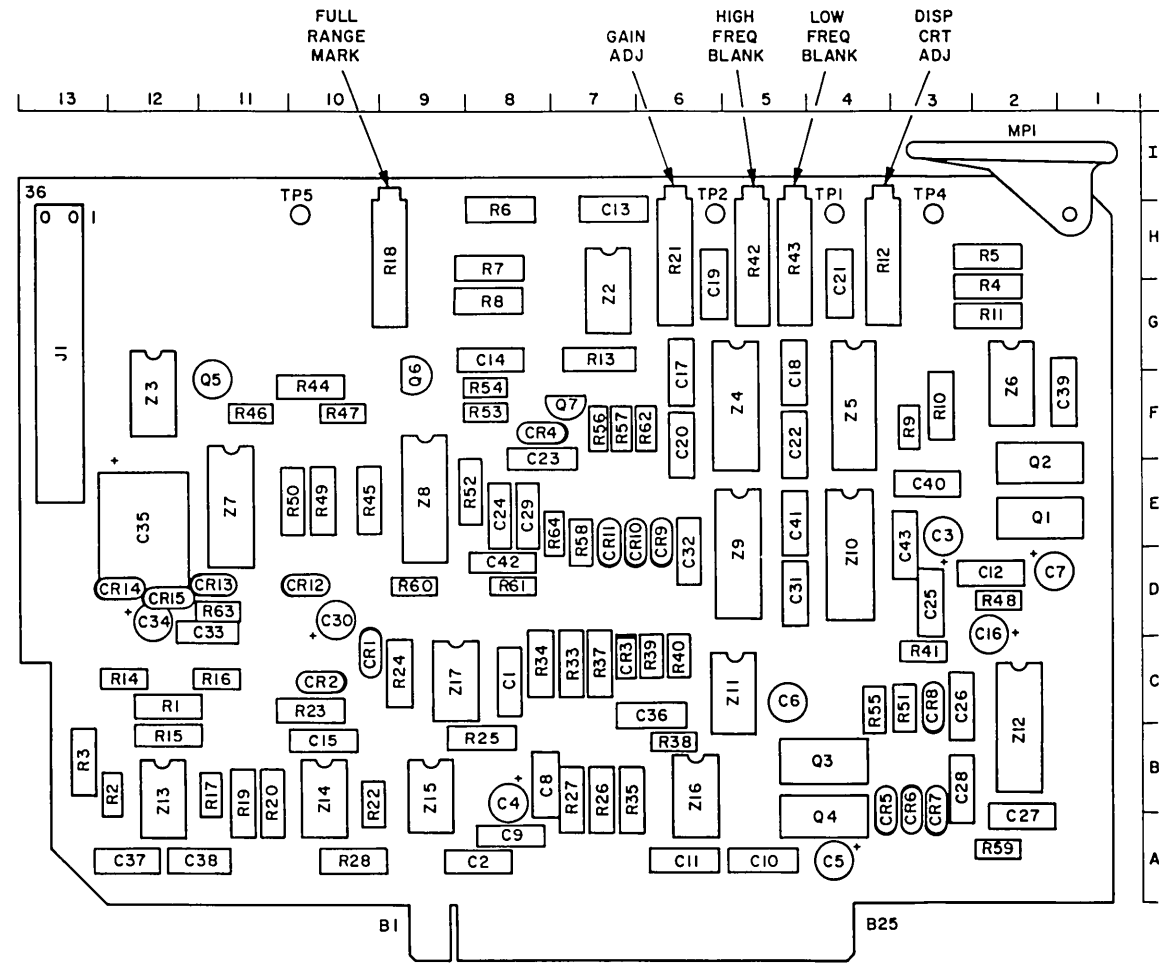 FULL
RANGE
MARK
GAIN
ADJ
HIGH
FREQ
BLANK
LOW
FREQ
BLANK
DISP
CRT
ADJ
13 12 11 10 9 8 7 6 5 4 3 2 1
MP1
I
36
TP5 TP2 TP1 TP4
R6 C13
1
H
R18 R21 R42 R43 R12
R5
R7
C19 C21
R4
R8 Z2
R11
G
J1
C14 R13
C17 C18
Z3 Q5 R44 Q6 R54
Z4 Z5 Z6 C39
R46 R47 R53 Q7
R56 R57 R62
R9 R10
F
CR4
C20 C22
C23
Q2
+
C35 Z7 R50 R49 R45 Z8 R52
C24 C29
C40
E
R64 R58 CR11 CR10 CR9 C32
Z9 C41 Z10 C43 C3 Q1
+
C42
C12 + C7
CR14 CR13 CR12 R60 R61
C31 C25
D
CR15
R63
R48
+ C34 C30 +
C33
C16 +
CR1 R24 Z17 C1 R34 R33 R37 CR3 R39 R40
R41
Z11 C6
R14 R16 CR2
R55 R51 CR8 C26 Z12
C
R1 R23
C36
R15 C15 R25 R38
R3
Q3
R2 Z13 R17 R19 R20 Z14 R22 Z15
+
C4 C8 R27 R26 R35 Z16
C28
B
Q4 CR5 CR6 CR7 C27
C9
C37 C38 R28 C2 C11 C10 C5 +
R59
A
B1 B25